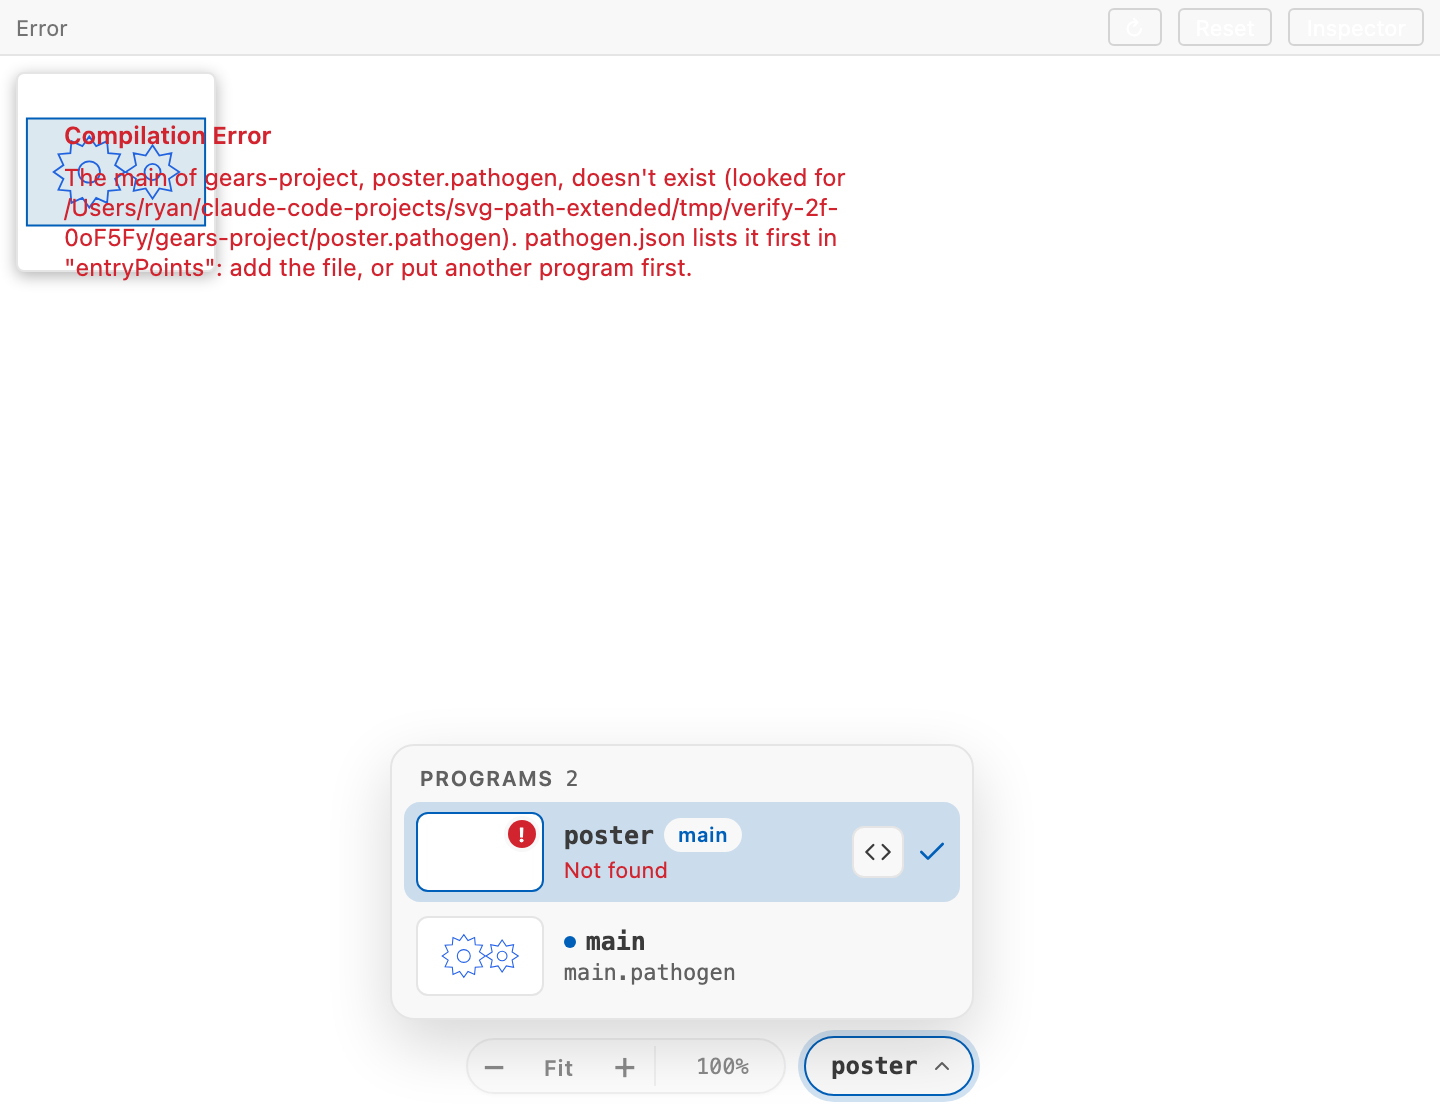 Error
Reset
Inspector
Compilation Error
The main of gears-project, poster.pathogen, doesn't exist (looked for
/Users/ryan/claude-code-projects/svg-path-extended/tmp/verify-2f-
0oF5Fy/gears-project/poster.pathogen). pathogen.json lists it first in
"entryPoints": add the file, or put another program first.
PROGRAMS 2
poster main
Not found
main
main.pathogen
Fit 100%
poster